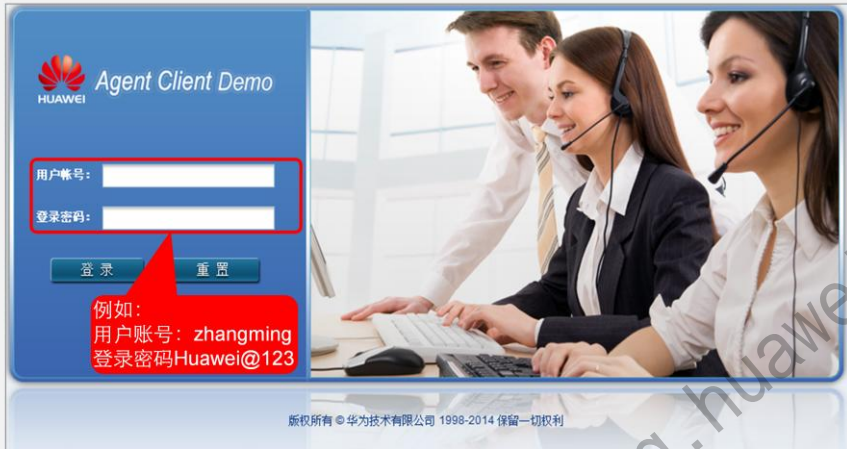 HUAWEI
Agent Client Demo
用户帐号：
登录密码：
登 录
重 置
例如：
用户账号：zhangming
登录密码Huawei@123
版权所有 © 华为技术有限公司 1998-2014 保留一切权利
g.huawe